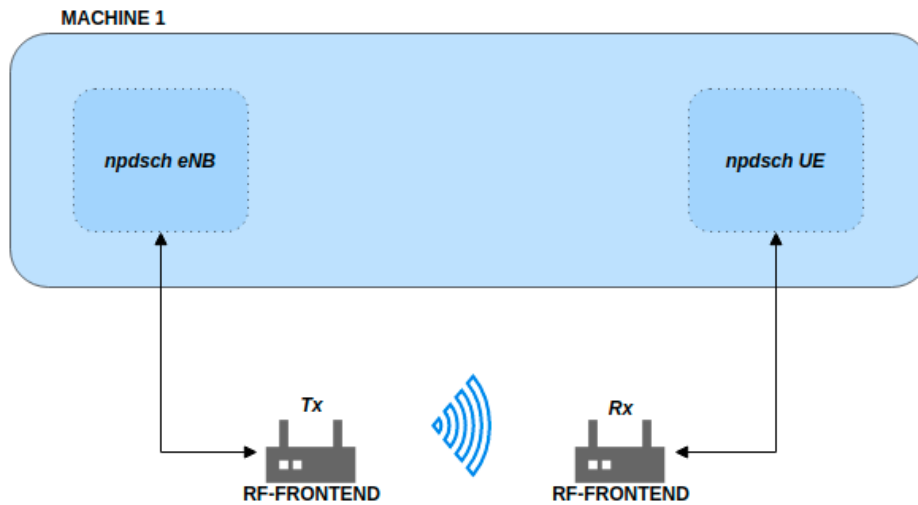 MACHINE 1
npdsch eNB
npdsch UE
Tx
Rx
RF-FRONTEND
RF-FRONTEND